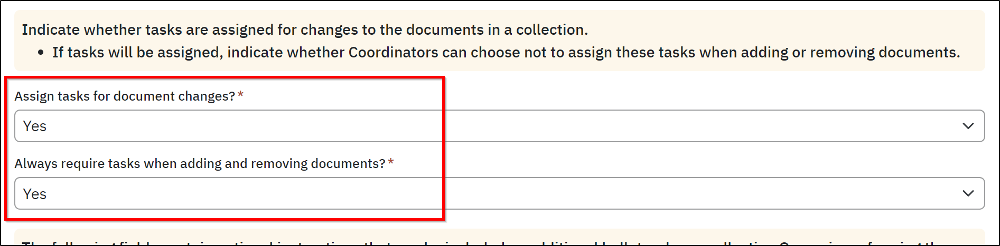 Indicate whether tasks are assigned for changes to the documents in a collection.
• If tasks will be assigned, indicate whether Coordinators can choose not to assign these tasks when adding or removing documents.
Assign tasks for document changes?*
Yes
Always require tasks when adding and removing documents?*
Yes